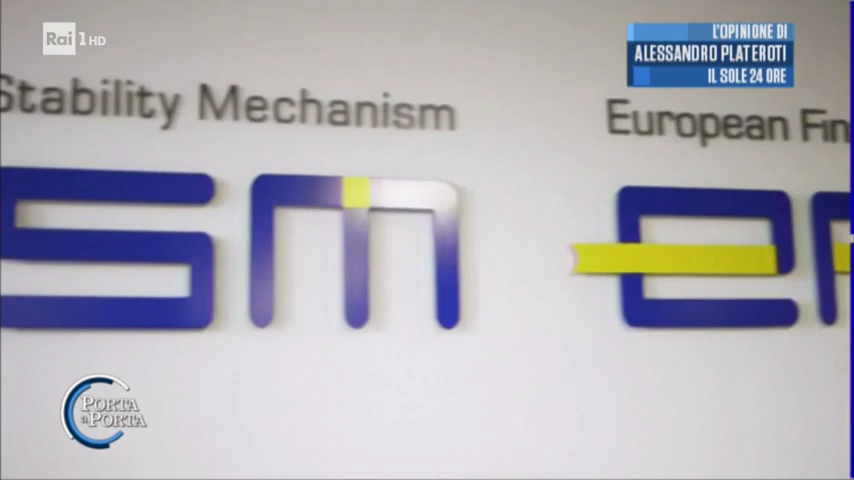 Rai 1 HD
L'OPINIONE DI
ALESSANDRO PLATEROTI
IL SOLE 24 ORE
Stability Mechanism
European Fin
sm
e
PORTA
a PORTA